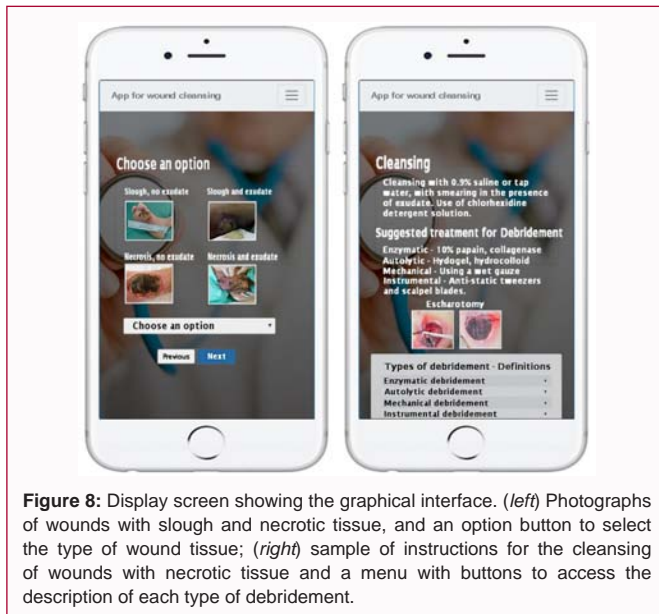 App for wound cleansing
Choose an option
Slough, no exudate Slough and exudate
Necrosis, no exudate Necrosis and exudate
Choose an option
Previous Next
App for wound cleansing
Cleansing
Cleansing with 0.9% saline or tap
water, with smearing in the presence
of exudate. Use of chlorhexidine
detergent solution.
Suggested treatment for Debridement
Enzymatic - 10% papain, collagenase
Autolytic - Hydrogel, hydrocolloid
Mechanical - Using a wet gauze
Instrumental - Anti-static tweezers
and scalpel blades.
Escharotomy
Types of debridement - Definitions
Enzymatic debridement
Autolytic debridement
Mechanical debridement
Instrumental debridement
Figure 8: Display screen showing the graphical interface. (left) Photographs
of wounds with slough and necrotic tissue, and an option button to select
the type of wound tissue; (right) sample of instructions for the cleansing
of wounds with necrotic tissue and a menu with buttons to access the
description of each type of debridement.